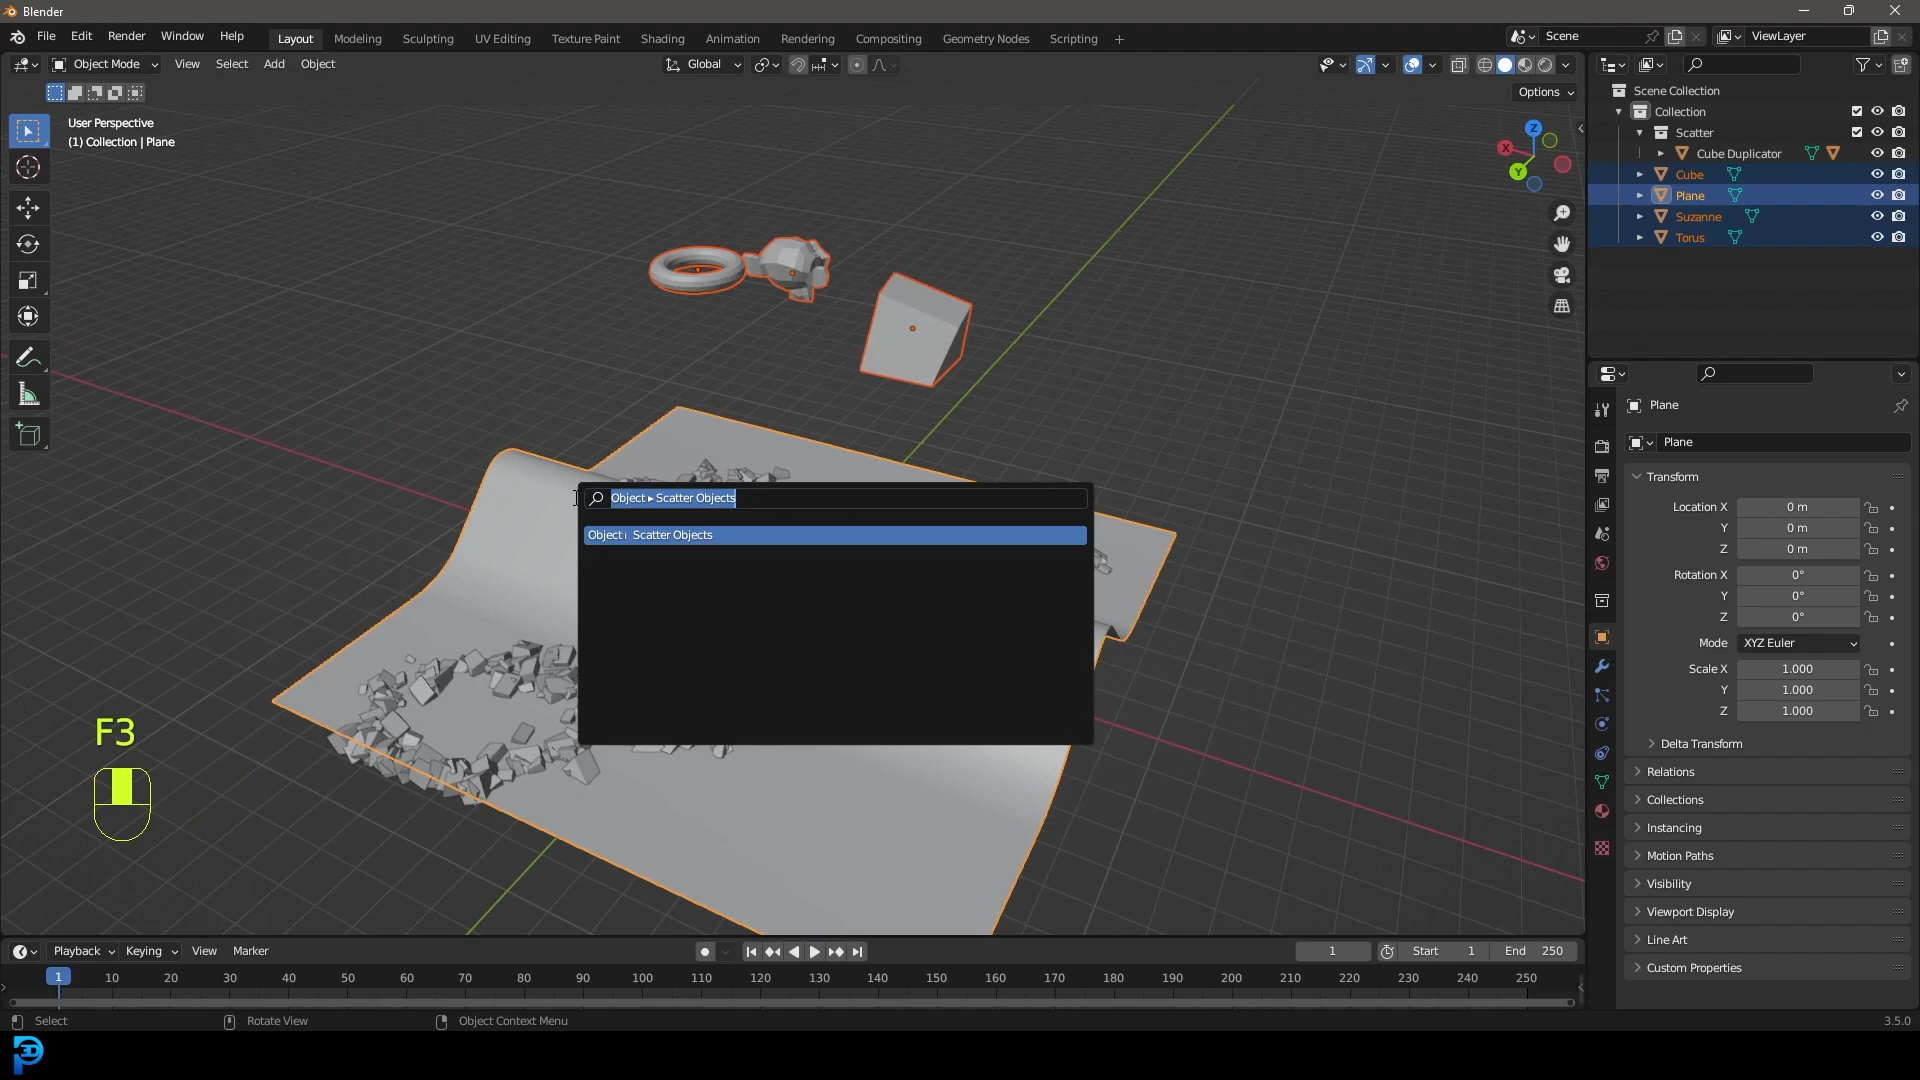 Blender
File Edit Render Window Help Layout Modeling Sculpting UV Editing Texture Paint Shading Animation Rendering Compositing Geometry Nodes Scripting + Scene ViewLayer
Object Mode View Select Add Object Global
Options
User Perspective
(1) Collection | Plane
Z
X
Y
Scene Collection
Collection
Scatter
Cube Duplicator
Cube
Plane
Suzanne
Torus
Object ▸ Scatter Objects
Object Scatter Objects
F3
Plane
Plane
Transform
Location X 0 m
Y 0 m
Z 0 m
Rotation X 0°
Y 0°
Z 0°
Mode XYZ Euler
Scale X 1.000
Y 1.000
Z 1.000
Delta Transform
Relations
Collections
Instancing
Motion Paths
Visibility
Viewport Display
Line Art
Custom Properties
Playback Keying View Marker 1 Start 1 End 250
1 10 20 30 40 50 60 70 80 90 100 110 120 130 140 150 160 170 180 190 200 210 220 230 240 250
Select Rotate View Object Context Menu 3.5.0
3D